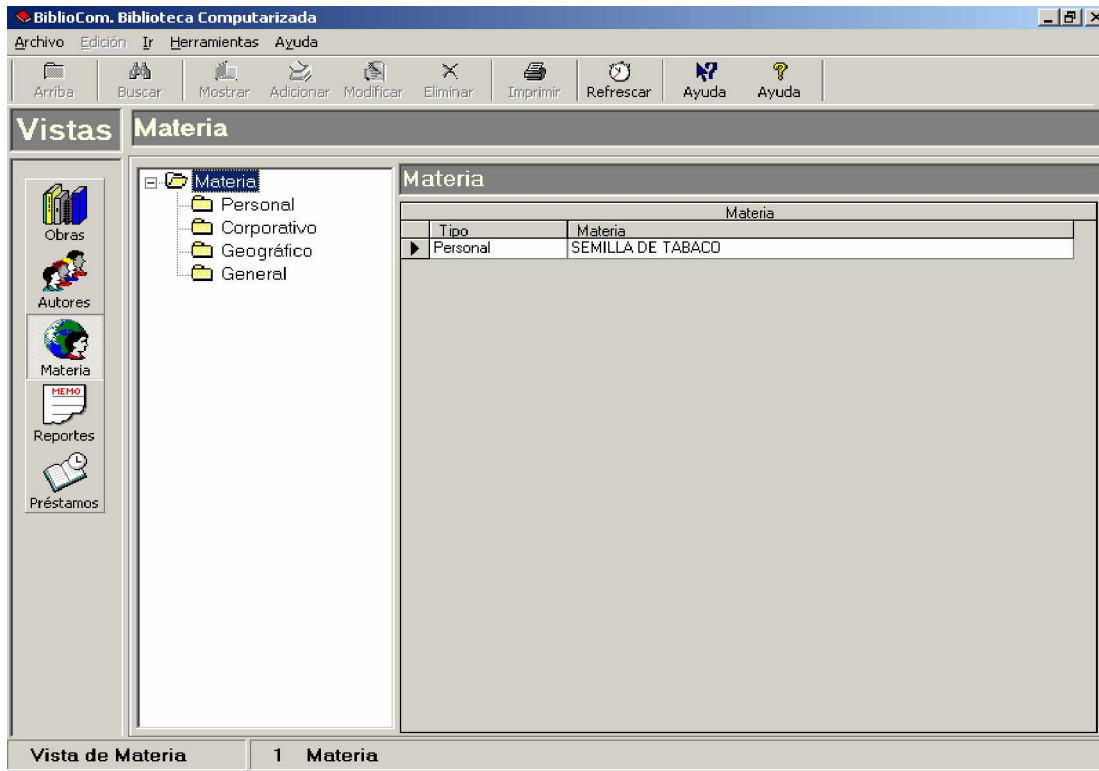 BiblioCom. Biblioteca Computarizada
Archivo Edición Ir Herramientas Ayuda
Arriba Buscar Mostrar Adicionar Modificar Eliminar Imprimir Refrescar Ayuda Ayuda
Vistas Materia
Obras
Autores
Materia
MEMO
Reportes
Préstamos
Materia
Personal
Corporativo
Geográfico
General
Materia
Materia
Tipo Materia
Personal SEMILLA DE TABACO
Vista de Materia 1 Materia